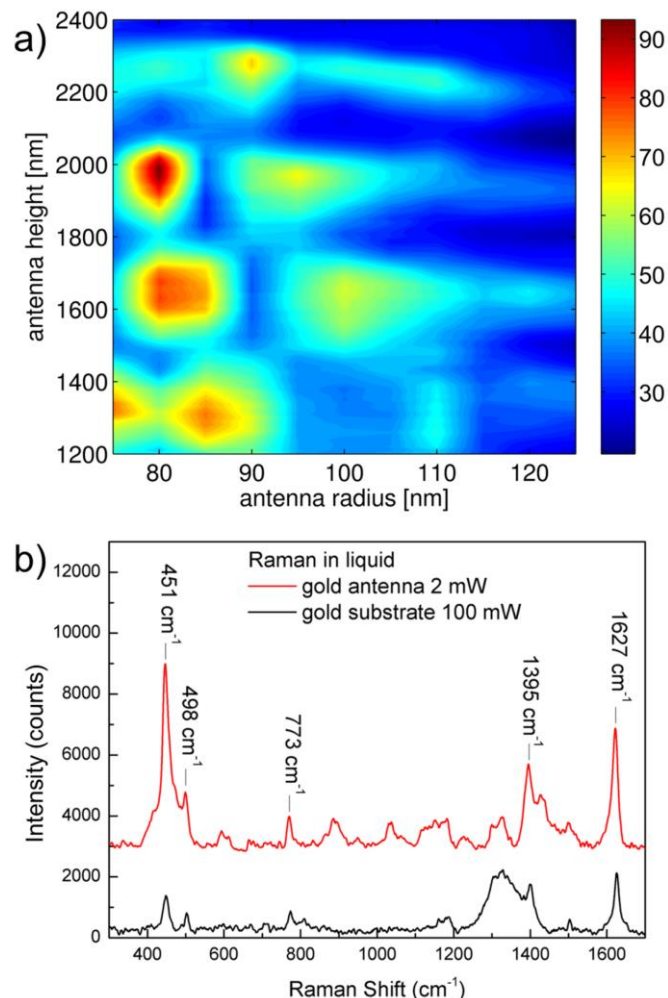 a)
antenna height [nm]
2400
2200
2000
1800
1600
1400
1200
80 90 100 110 120
antenna radius [nm]
90
80
70
60
50
40
30
b)
Intensity (counts)
12000
10000
8000
6000
4000
2000
0
Raman in liquid
gold antenna 2 mW
gold substrate 100 mW
451 cm⁻¹
498 cm⁻¹
773 cm⁻¹
1395 cm⁻¹
1627 cm⁻¹
400 600 800 1000 1200 1400 1600
Raman Shift (cm⁻¹)